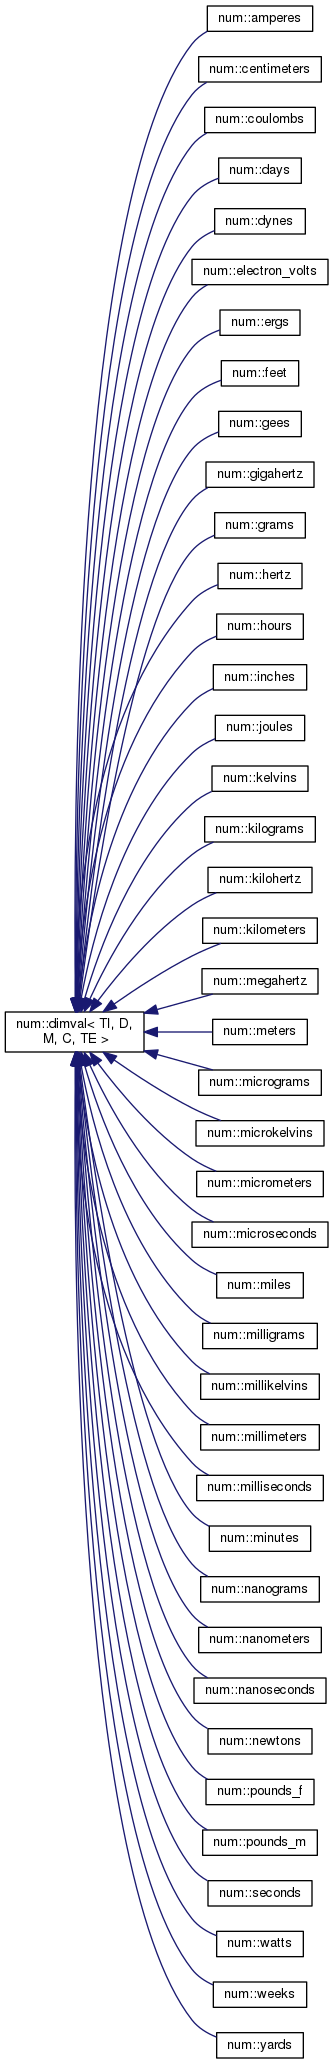 num::amperes
num::centimeters
num::coulombs
num::days
num::dynes
num::electron_volts
num::ergs
num::feet
num::gees
num::gigahertz
num::grams
num::hertz
num::hours
num::inches
num::joules
num::kelvins
num::kilograms
num::kilohertz
num::kilometers
num::megahertz
num::dimval< TI, D,
M, C, TE >
num::meters
num::micrograms
num::microkelvins
num::micrometers
num::microseconds
num::miles
num::milligrams
num::millikelvins
num::millimeters
num::milliseconds
num::minutes
num::nanograms
num::nanometers
num::nanoseconds
num::newtons
num::pounds_f
num::pounds_m
num::seconds
num::watts
num::weeks
num::yards